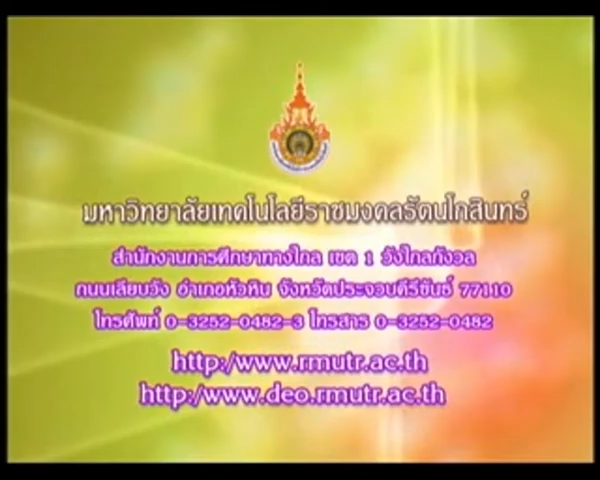 มหาวิทยาลัยเทคโนโลยีราชมงคลรัตนโกสินทร์
สำนักงานการศึกษาทางไกล เขต 1 วังไกลกังวล
ถนนเลียบวัง อำเภอหัวหิน จังหวัดประจวบคีรีขันธ์ 77110
โทรศัพท์ 0-3252-0482-3 โทรสาร 0-3252-0482
http:/www.rmutr.ac.th
http:/www.deo.rmutr.ac.th